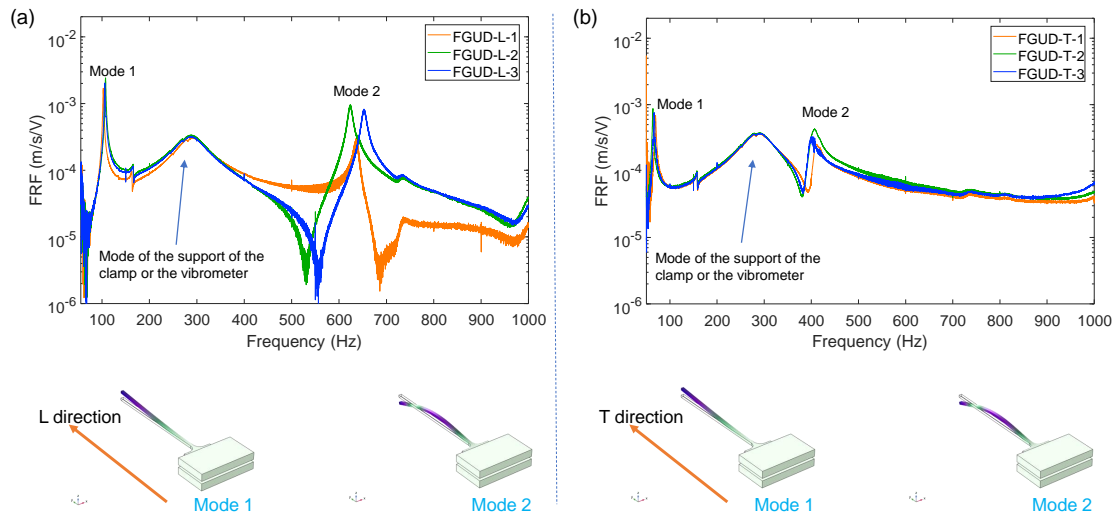 (a)
FRF (m/s/V)
10-2
10-3
10-4
10-5
10-6
FGUD-L-1
FGUD-L-2
FGUD-L-3
Mode 1
Mode 2
Mode of the support of the
clamp or the vibrometer
100 200 300 400 500 600 700 800 900 1000
Frequency (Hz)
L direction
Mode 1
Mode 2
(b)
FRF (m/s/V)
10-2
10-3
10-4
10-5
10-6
FGUD-T-1
FGUD-T-2
FGUD-T-3
Mode 1
Mode 2
Mode of the support of the
clamp or the vibrometer
100 200 300 400 500 600 700 800 900 1000
Frequency (Hz)
T direction
Mode 1
Mode 2